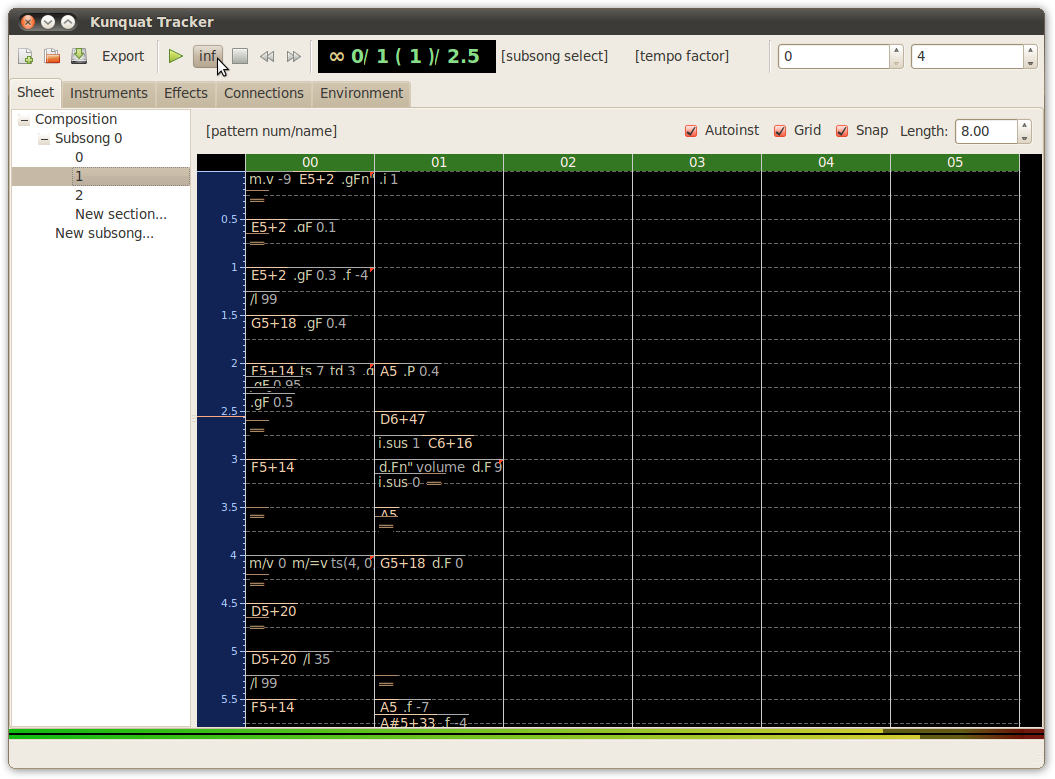 Kunquat Tracker
Export inf ∞ 0/ 1 ( 1 )/ 2.5 [subsong select] [tempo factor] 0 4
Sheet Instruments Effects Connections Environment
Composition
Subsong 0
0
1
2
New section...
New subsong...
[pattern num/name] Autoinst Grid Snap Length: 8.00
00 01 02 03 04 05
m.v -9 E5+2 .gFn" .i 1
0.5 E5+2 .gF 0.1
1 E5+2 .gF 0.3 .f -4
/l 99
1.5 G5+18 .gF 0.4
2 F5+14 ts 7 td 3 .d A5 .P 0.4
.gF 0.95
.gF 0.5
2.5 D6+47
i.sus 1 C6+16
3 F5+14 d.Fn" volume d.F 9
i.sus 0
3.5 A5
4 m/v 0 m/=v ts(4, 0 G5+18 d.F 0
4.5 D5+20
5 D5+20 /l 35
/l 99
5.5 F5+14 A5 .f -7
A#5+33 .f -4